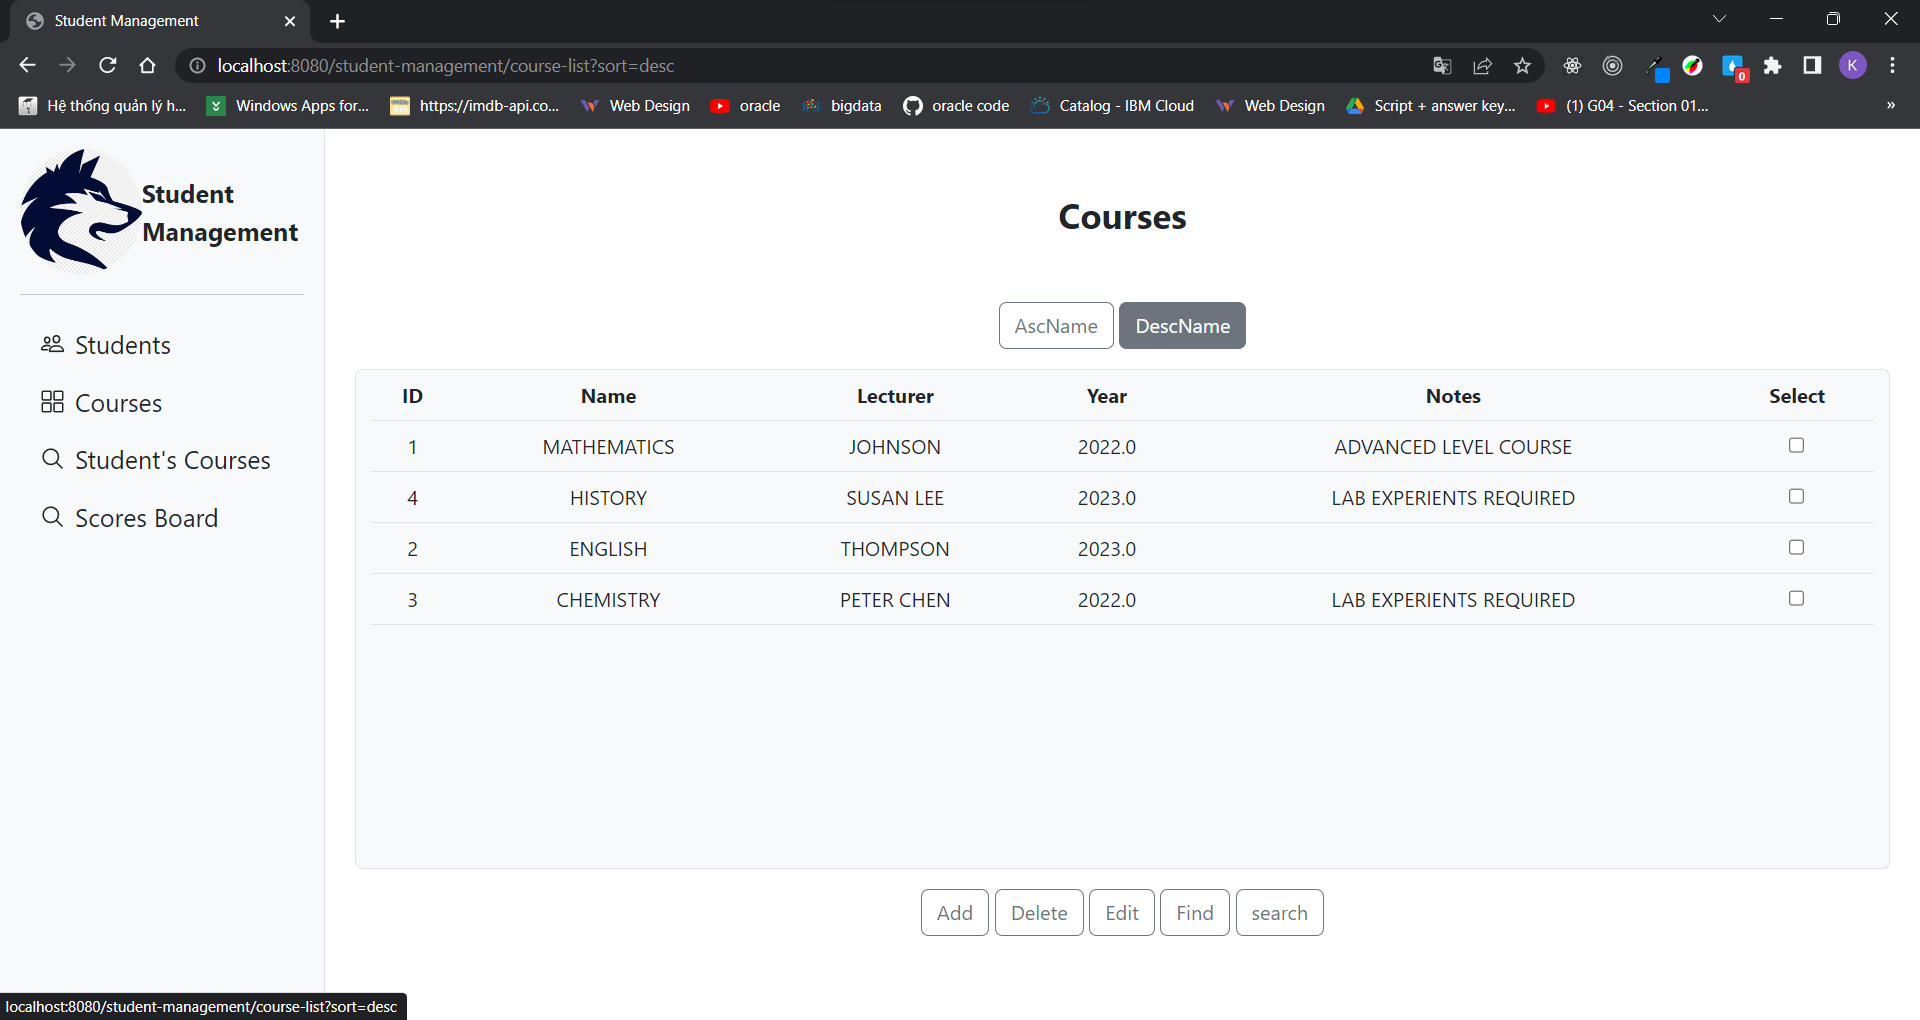 Student Management
localhost:8080/student-management/course-list?sort=desc
0
K
Hệ thống quản lý h...
Windows Apps for...
https://imdb-api.co...
Web Design
oracle
bigdata
oracle code
Catalog - IBM Cloud
Web Design
Script + answer key...
(1) G04 - Section 01...
»
Student
Management
Students
Courses
Student's Courses
Scores Board
Courses
AscName DescName
ID Name Lecturer Year Notes Select
1 MATHEMATICS JOHNSON 2022.0 ADVANCED LEVEL COURSE
4 HISTORY SUSAN LEE 2023.0 LAB EXPERIENTS REQUIRED
2 ENGLISH THOMPSON 2023.0
3 CHEMISTRY PETER CHEN 2022.0 LAB EXPERIENTS REQUIRED
Add Delete Edit Find search
localhost:8080/student-management/course-list?sort=desc